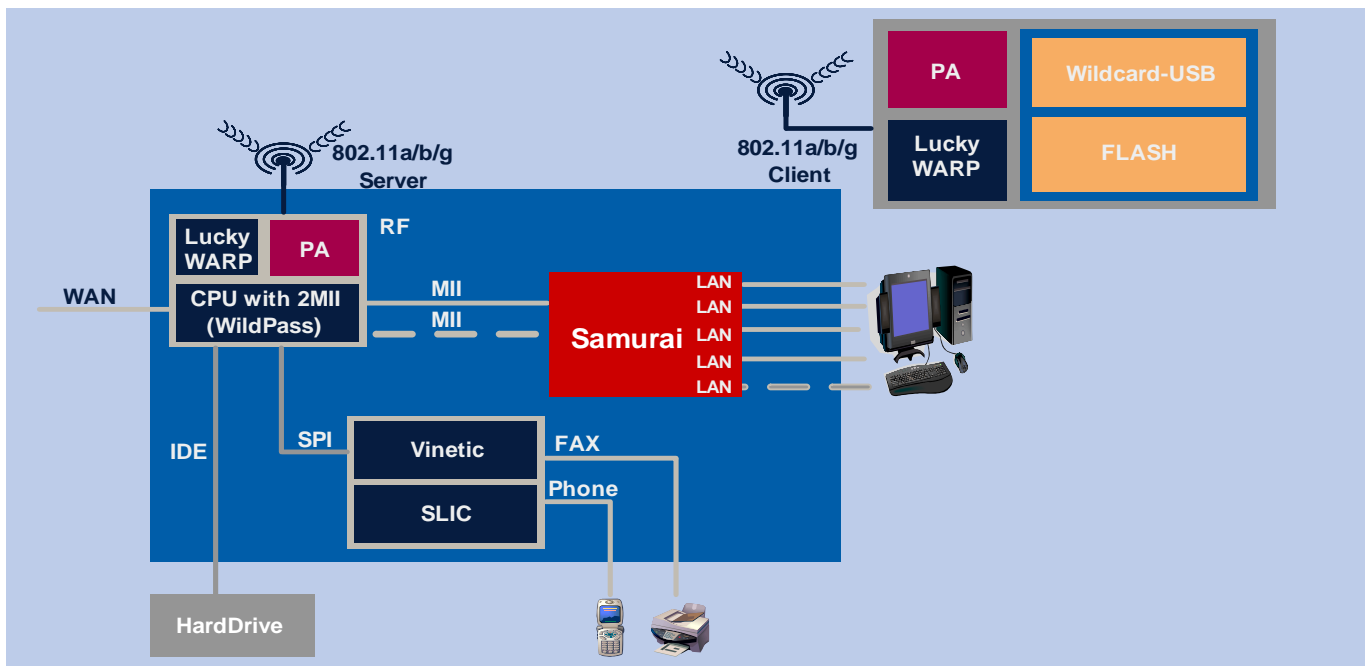 PA
Wildcard-USB
Lucky
WARP
FLASH
802.11a/b/g
Client
802.11a/b/g
Server
Lucky
WARP
PA
RF
WAN
CPU with 2MII
(WildPass)
MII
MII
Samurai
LAN
LAN
LAN
LAN
LAN
IDE
SPI
Vinetic
SLIC
FAX
Phone
HardDrive